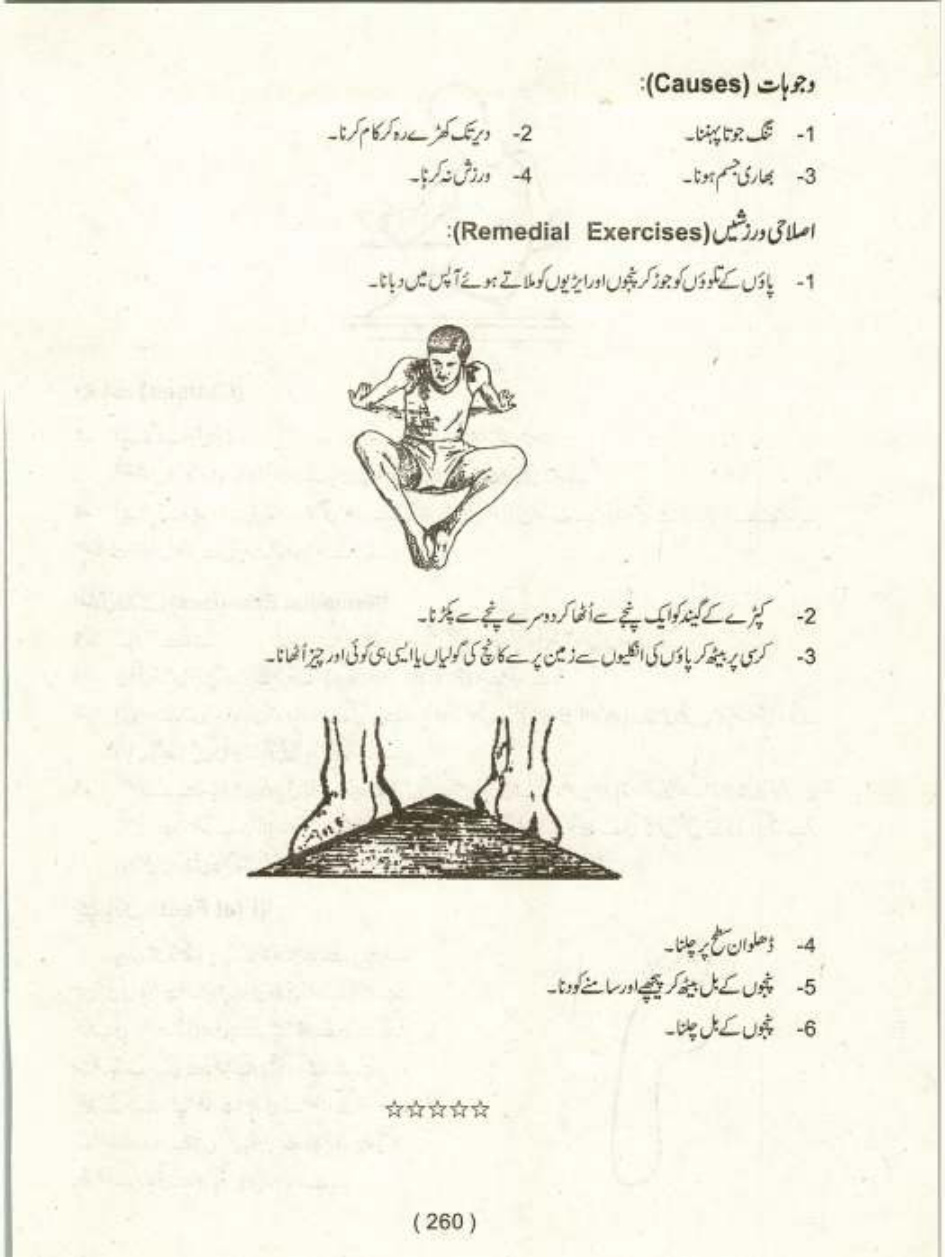 وجوہات (Causes):
1- تنگ جوتا پہننا۔ 2- دیر تک کھڑے رہ کر کام کرنا۔
3- بھاری جسم ہونا۔ 4- ورزش نہ کرنا۔
اصلاحی ورزشیں (Remedial Exercises):
1- پاؤں کے تلوؤں کو جوڑ کر پنجوں اور ایڑیوں کو ملاتے ہوئے آپس میں دبانا۔
2- کپڑے کے گیند کو ایک پنجے سے اُٹھا کر دوسرے پنجے سے پکڑنا۔
3- کرسی پر بیٹھ کر پاؤں کی انگلیوں سے زمین پر سے کانچ کی گولیاں یا ایسی ہی کوئی اور چیز اُٹھانا۔
4- ڈھلوان سطح پر چلنا۔
5- پنجوں کے بل بیٹھ کر پیچھے اور سامنے کودنا۔
6- پنجوں کے بل چلنا۔
☆☆☆☆☆
( 260 )